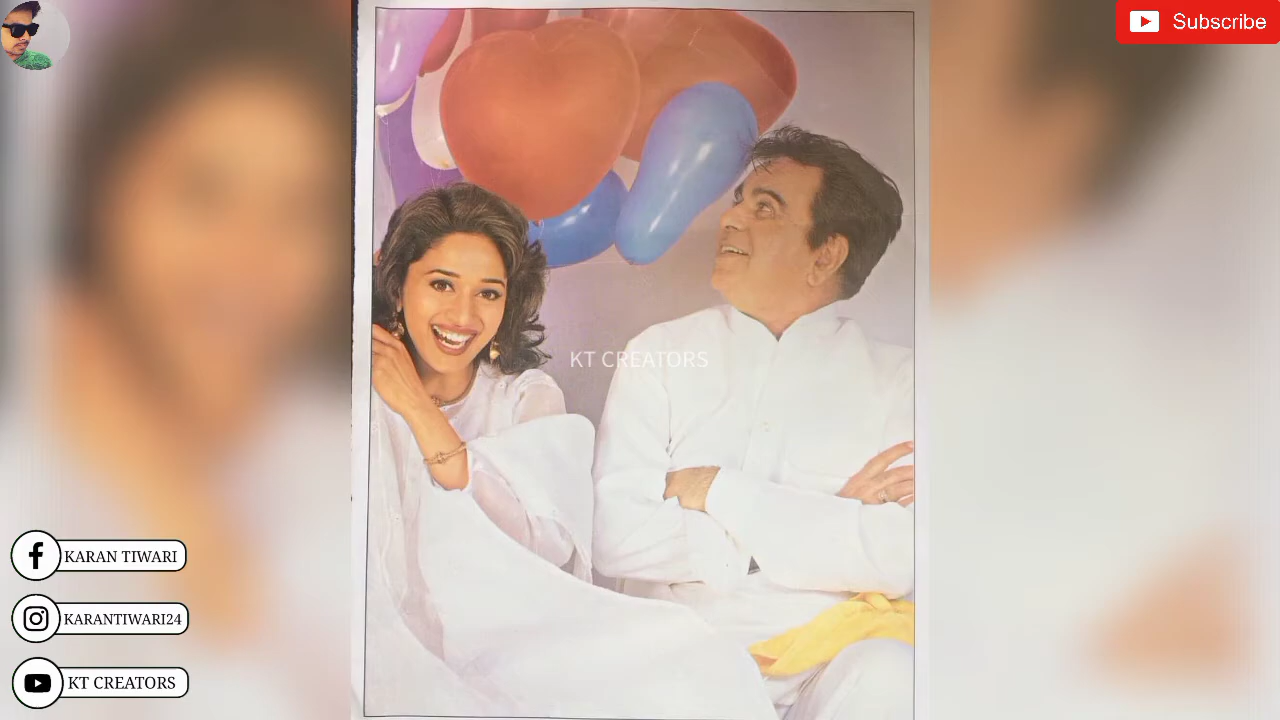 Subscribe
KT CREATORS
KARAN TIWARI
KARANTIWARI24
KT CREATORS